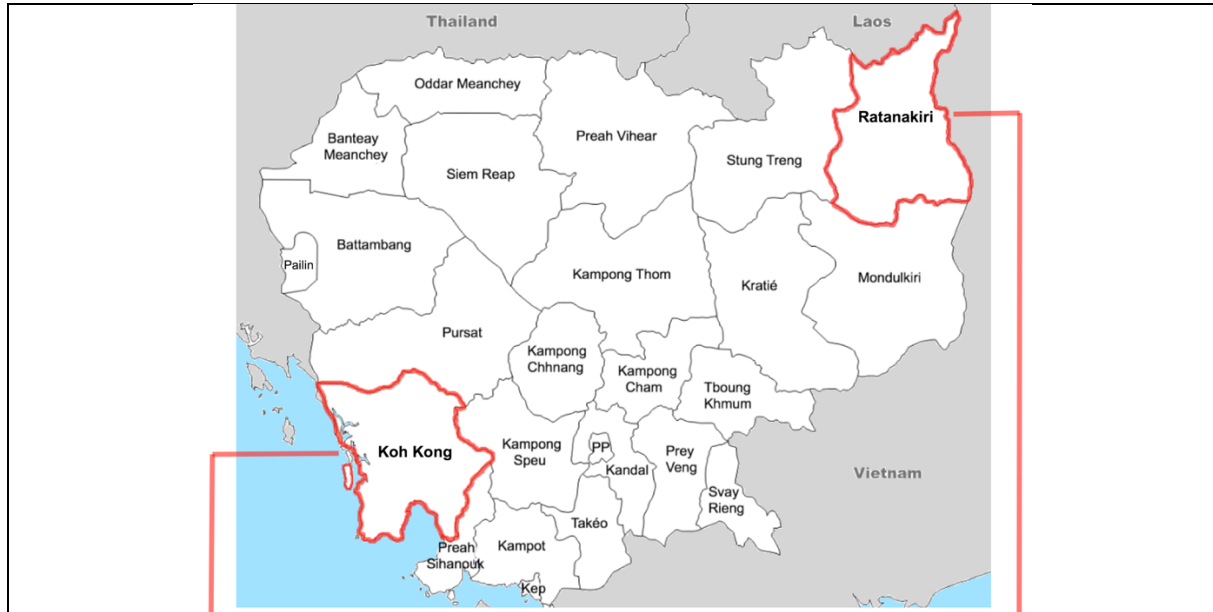 Thailand
Laos
Oddar Meanchey
Ratanakiri
Banteay
Meanchey
Preah Vihear
Stung Treng
Siem Reap
Battambang
Pailin
Kampong Thom
Kratié
Mondulkiri
Pursat
Kampong
Chhnang
Kampong
Cham
Tboung
Khmum
Koh Kong
Kampong
Speu
PP
Kandal
Prey
Veng
Svay
Rieng
Vietnam
Takéo
Preah
Sihanouk
Kampot
Kep